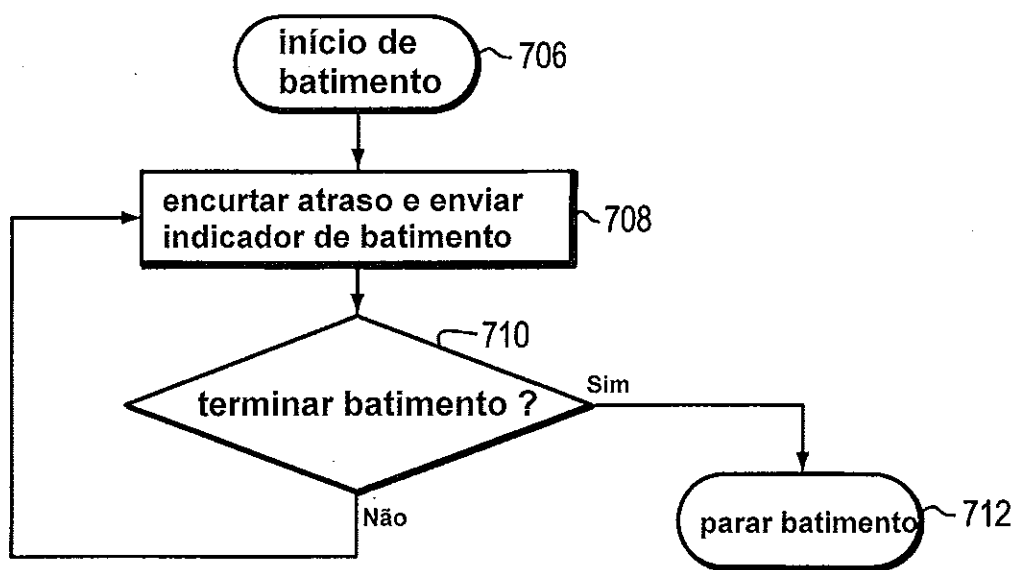 início de
batimento
706
encurtar atraso e enviar
indicador de batimento
708
710
terminar batimento ?
Sim
Não
parar batimento
712